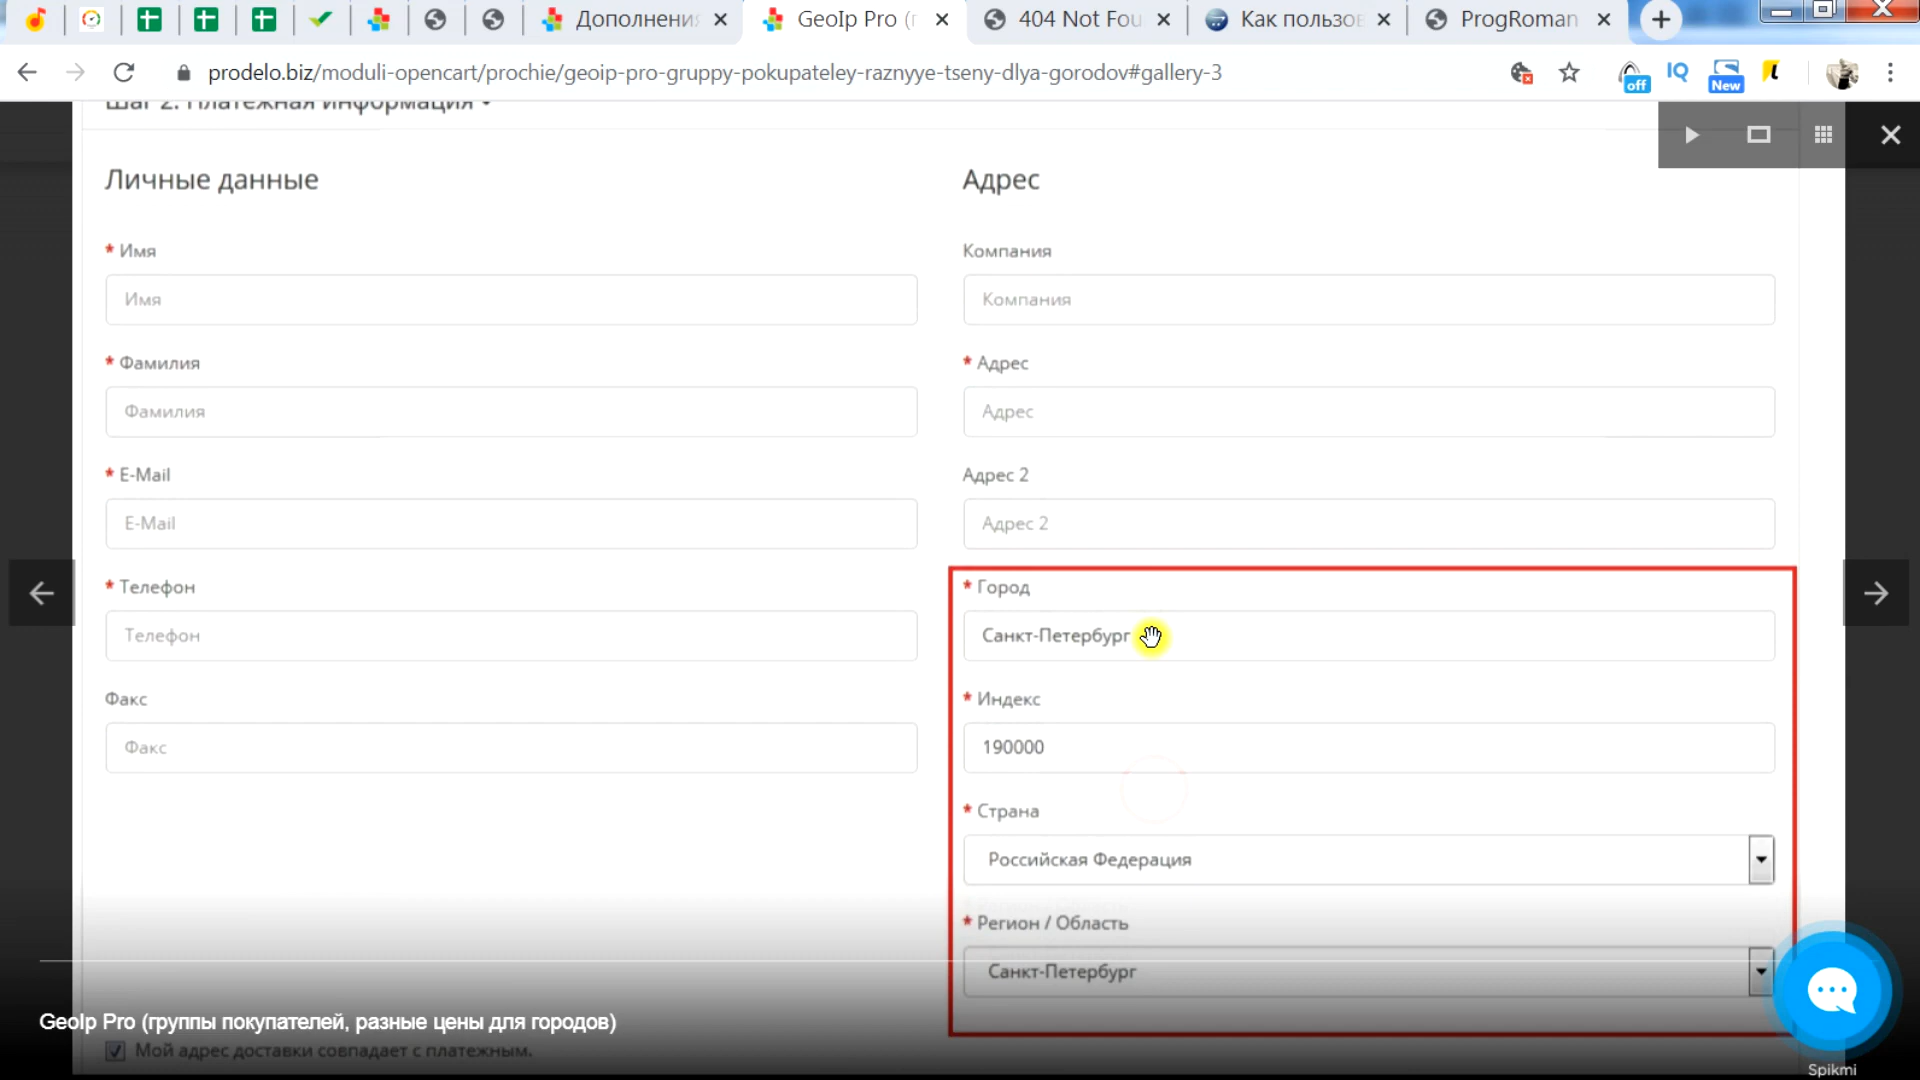 Дополнения
GeoIp Pro (г
404 Not Fou
Как пользов
ProgRoman
prodelo.biz/moduli-opencart/prochie/geoip-pro-gruppy-pokupateley-raznyye-tseny-dlya-gorodov#gallery-3
off
IQ
New
Шаг 2: Платежная информация
Личные данные
Адрес
* Имя
Компания
Имя
Компания
* Фамилия
* Адрес
Фамилия
Адрес
* E-Mail
Адрес 2
E-Mail
Адрес 2
* Телефон
* Город
Телефон
Санкт-Петербург
Факс
* Индекс
Факс
190000
* Страна
Российская Федерация
* Регион / Область
Санкт-Петербург
GeoIp Pro (группы покупателей, разные цены для городов)
Мой адрес доставки совпадает с платежным.
Spikmi